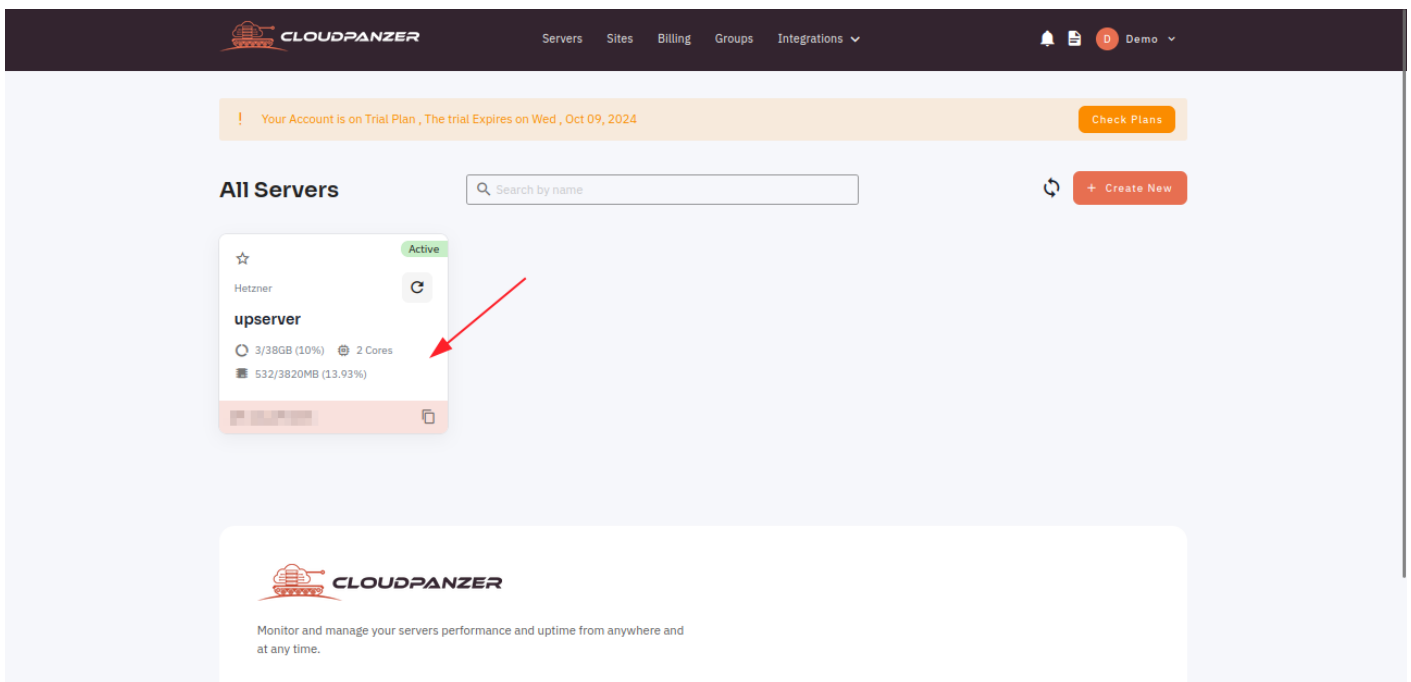 CLOUDPANZER Servers Sites Billing Groups Integrations D Demo
! Your Account is on Trial Plan , The trial Expires on Wed , Oct 09, 2024 Check Plans
All Servers Search by name + Create New
Active
Hetzner
upserver
3/38GB (10%) 2 Cores
532/3820MB (13.93%)
CLOUDPANZER
Monitor and manage your servers performance and uptime from anywhere and
at any time.